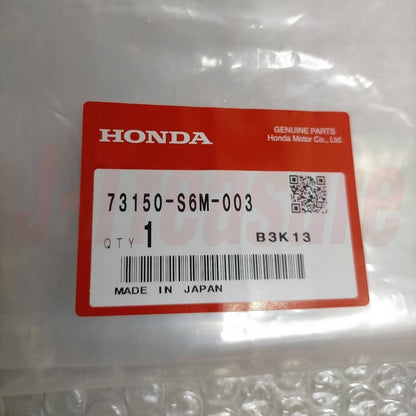 HONDA
GENUINE PARTS
Honda Motor Co., Ltd.
73150-S6M-003
QTY 1
B3K13
MADE IN JAPAN